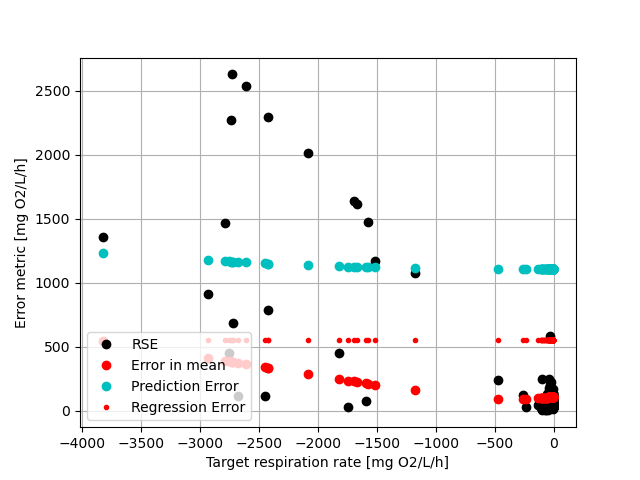 2500
2000
1500
1000
500
0
Error metric [mg O2/L/h]
RSE
Error in mean
Prediction Error
Regression Error
−4000 −3500 −3000 −2500 −2000 −1500 −1000 −500 0
Target respiration rate [mg O2/L/h]